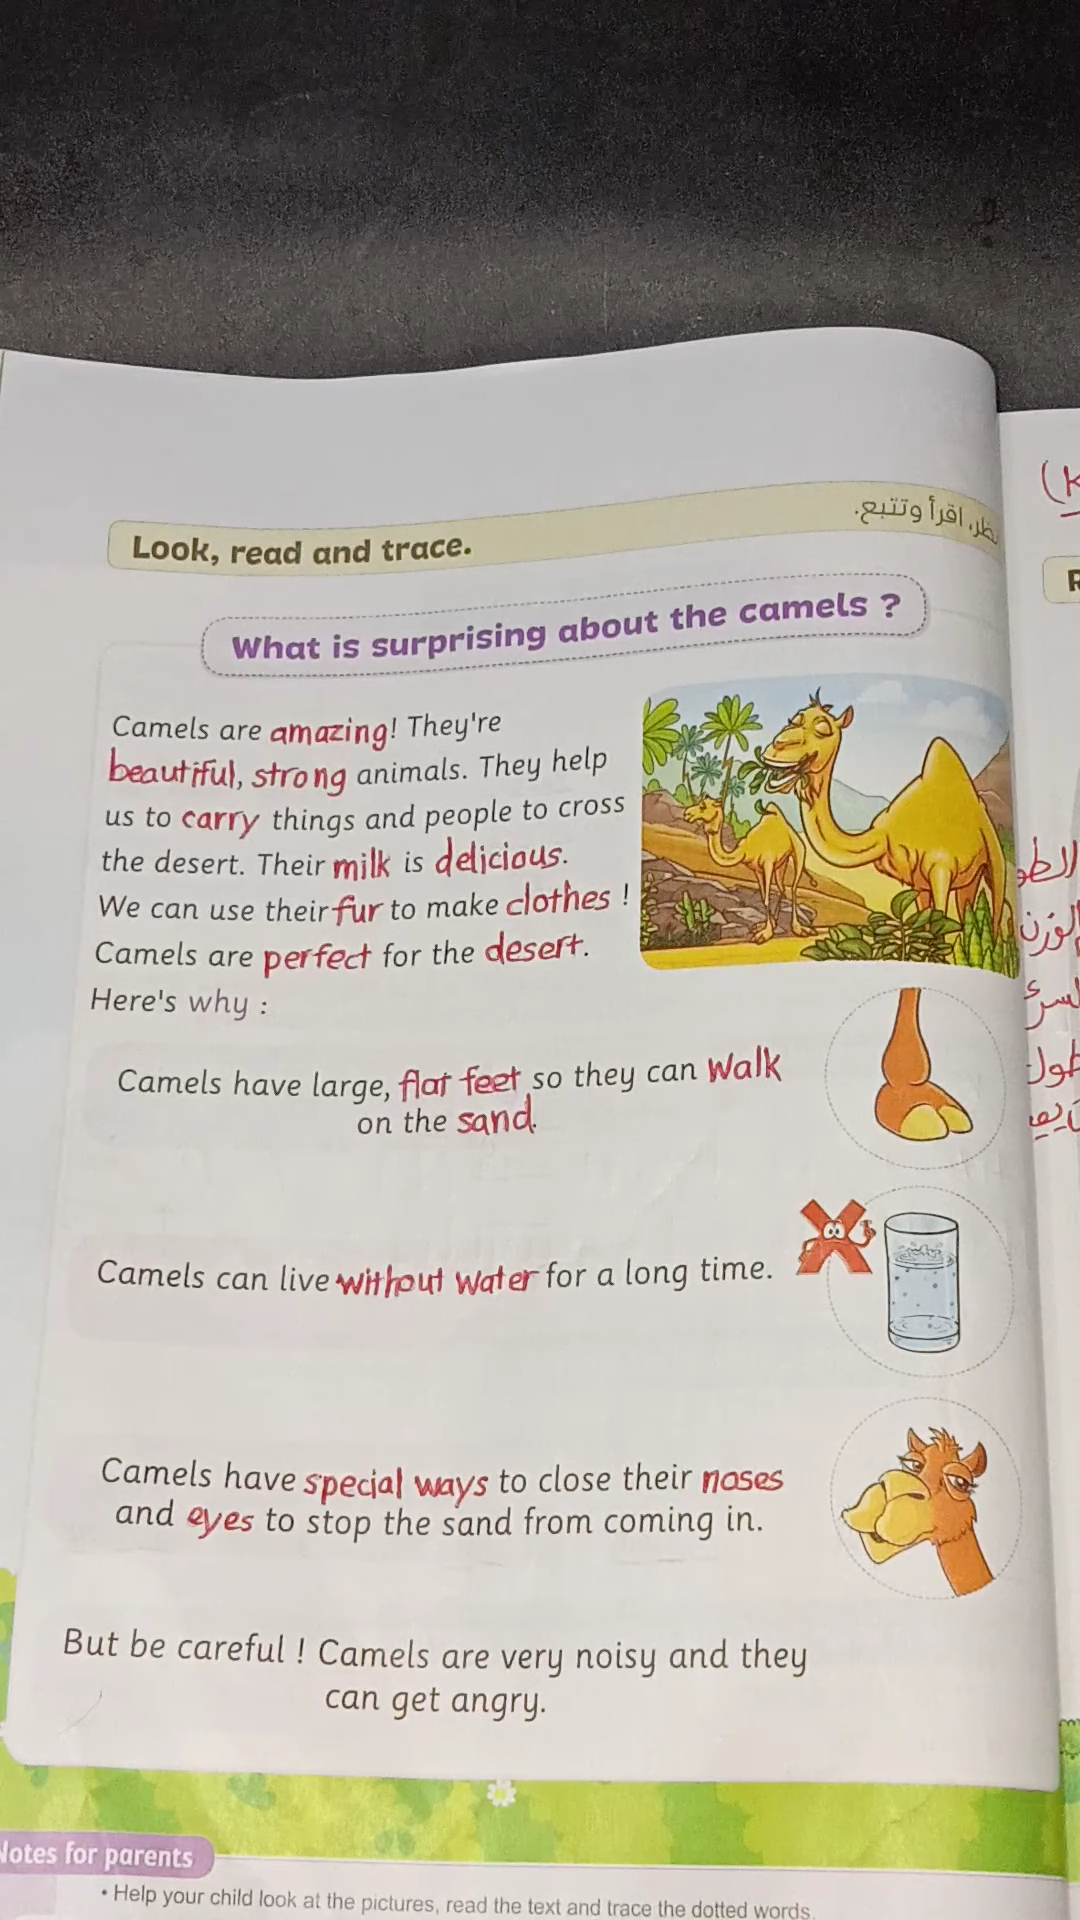 اقرأ وتتبع.
Look, read and trace.
What is surprising about the camels ?
Camels are amazing! They're
beautiful, strong animals. They help
us to carry things and people to cross
the desert. Their milk is delicious.
We can use their fur to make clothes !
Camels are perfect for the desert.
Here's why :
Camels have large, flat feet so they can walk
on the sand.
Camels can live without water for a long time.
Camels have special ways to close their noses
and eyes to stop the sand from coming in.
But be careful ! Camels are very noisy and they
can get angry.
Notes for parents
• Help your child look at the pictures, read the text and trace the dotted words.